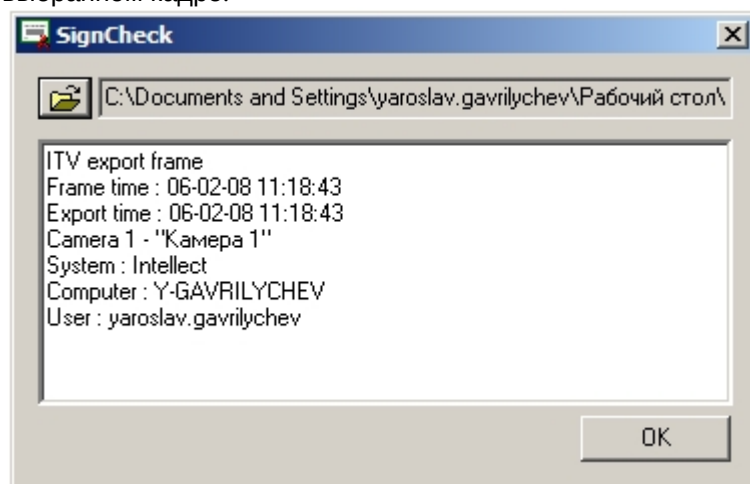 выбранном кадре.
SignCheck
C:\Documents and Settings\yaroslav.gavrilychev\Рабочий стол\
ITV export frame
Frame time : 06-02-08 11:18:43
Export time : 06-02-08 11:18:43
Camera 1 - "Камера 1"
System : Intellect
Computer : Y-GAVRILYCHEV
User : yaroslav.gavrilychev
OK